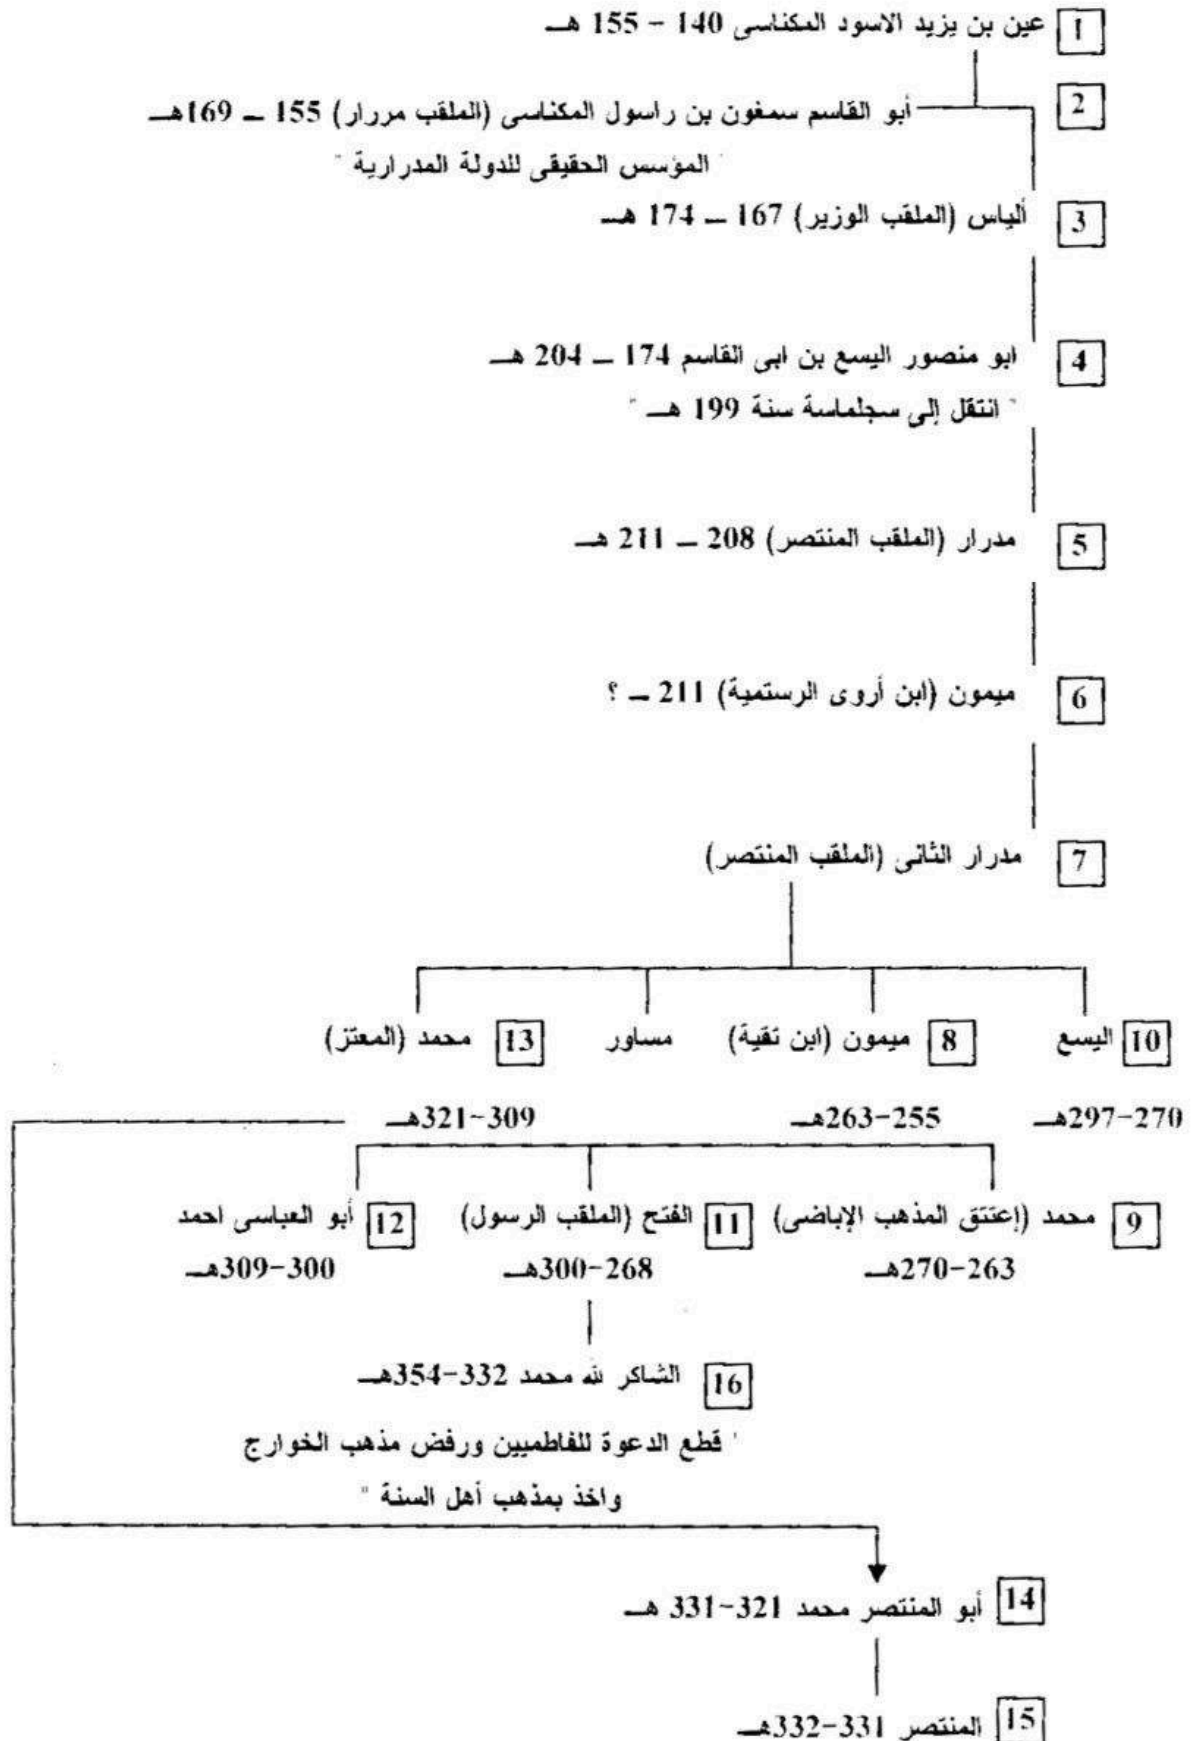 1 عين بن يزيد الاسود المكناسى 140 – 155 هـ
2 أبو القاسم سمغون بن راسول المكناسى (الملقب مررار) 155 – 169هـ
" المؤسس الحقيقى للدولة المدرارية "
3 ألياس (الملقب الوزير) 167 – 174 هـ
4 ابو منصور اليسع بن ابى القاسم 174 – 204 هـ
" انتقل إلى سجلماسة سنة 199 هـ "
5 مدرار (الملقب المنتصر) 208 – 211 هـ
6 ميمون (ابن أروى الرستمية) 211 – ؟
7 مدرار الثانى (الملقب المنتصر)
10 اليسع 8 ميمون (ابن تقية) مساور 13 محمد (المعتز)
270-297هـ 255-263هـ 309-321هـ
9 محمد (إعتنق المذهب الإباضى) 11 الفتح (الملقب الرسول) 12 أبو العباسى احمد
263-270هـ 268-300هـ 300-309هـ
16 الشاكر لله محمد 332-354هـ
" قطع الدعوة للفاطميين ورفض مذهب الخوارج
واخذ بمذهب أهل السنة "
14 أبو المنتصر محمد 321-331 هـ
15 المنتصر 331-332هـ